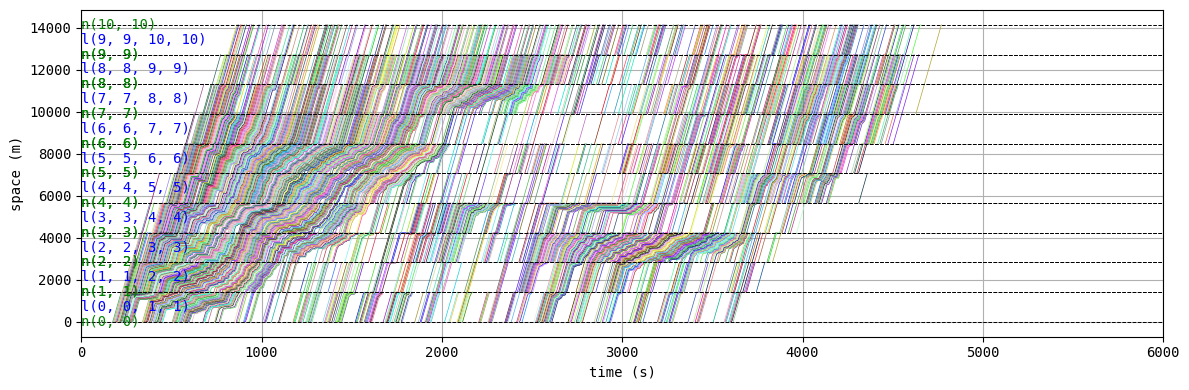 space (m)
14000
12000
10000
8000
6000
4000
2000
0
n(10, 10)
l(9, 9, 10, 10)
n(9, 9)
l(8, 8, 9, 9)
n(8, 8)
l(7, 7, 8, 8)
n(7, 7)
l(6, 6, 7, 7)
n(6, 6)
l(5, 5, 6, 6)
n(5, 5)
l(4, 4, 5, 5)
n(4, 4)
l(3, 3, 4, 4)
n(3, 3)
l(2, 2, 3, 3)
n(2, 2)
l(1, 1, 2, 2)
n(1, 1)
l(0, 0, 1, 1)
n(0, 0)
0 1000 2000 3000 4000 5000 6000
time (s)